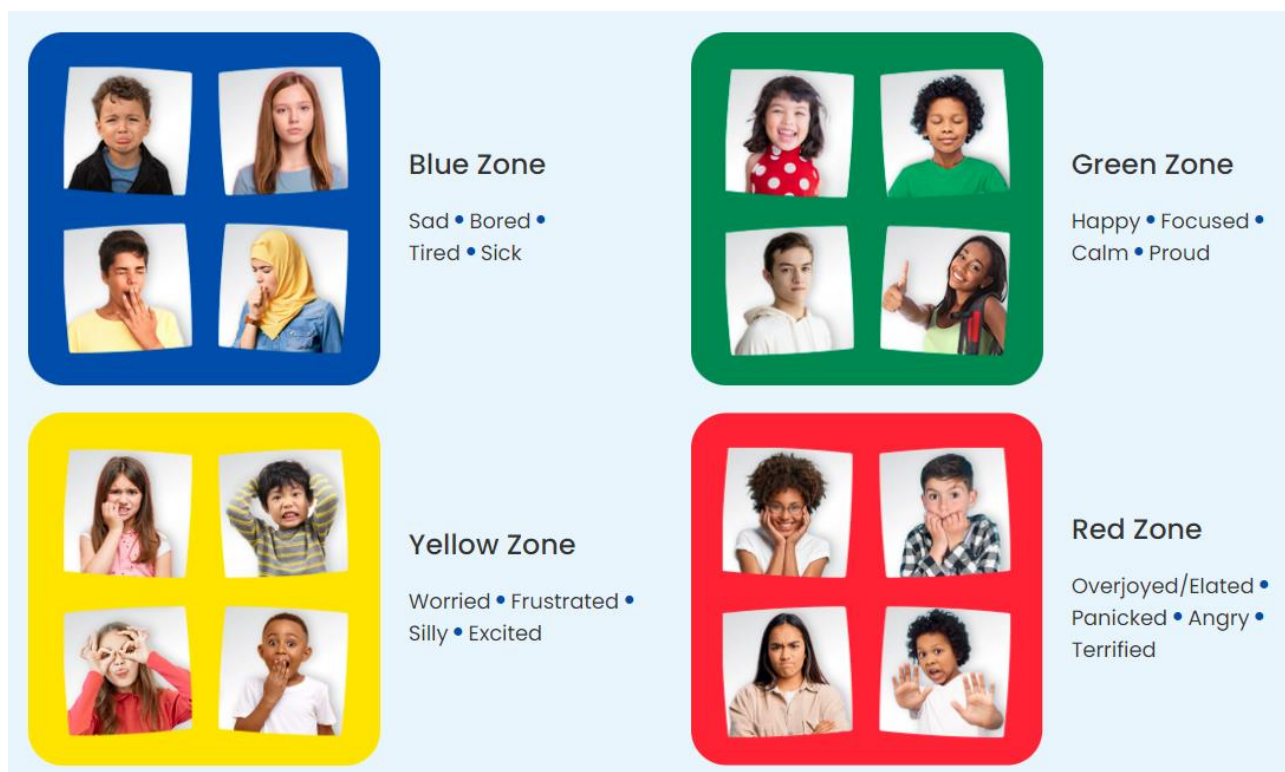 Blue Zone
Sad • Bored •
Tired • Sick
Green Zone
Happy • Focused •
Calm • Proud
Yellow Zone
Worried • Frustrated •
Silly • Excited
Red Zone
Overjoyed/Elated •
Panicked • Angry •
Terrified